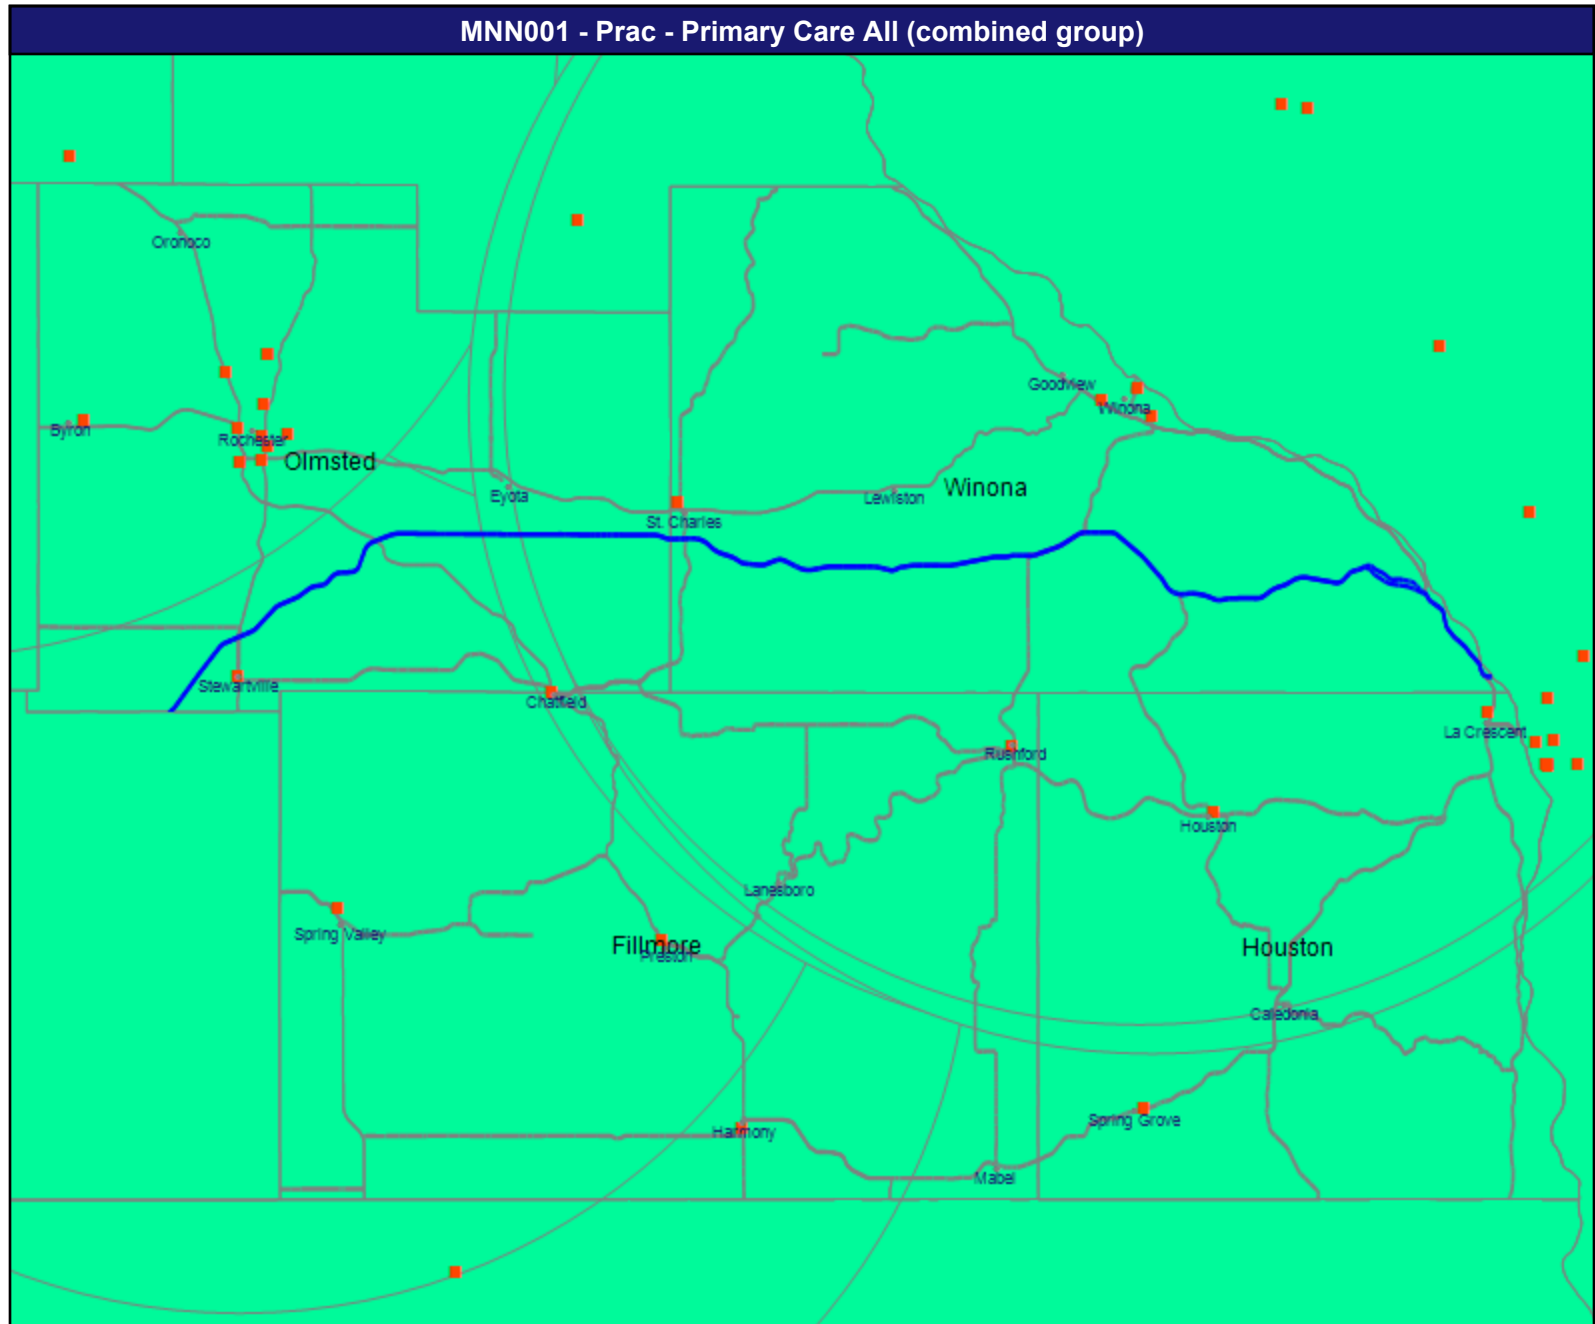 MNN001 - Prac - Primary Care All (combined group)
Oronoco
Goodview
Winona
Byron
Rochester
Olmsted
Eyota
Lewiston
Winona
St. Charles
Stewartville
Chatfield
La Crescent
Rushford
Houston
Lanesboro
Spring Valley
Fillmore
Preston
Houston
Caledonia
Spring Grove
Harmony
Mabel